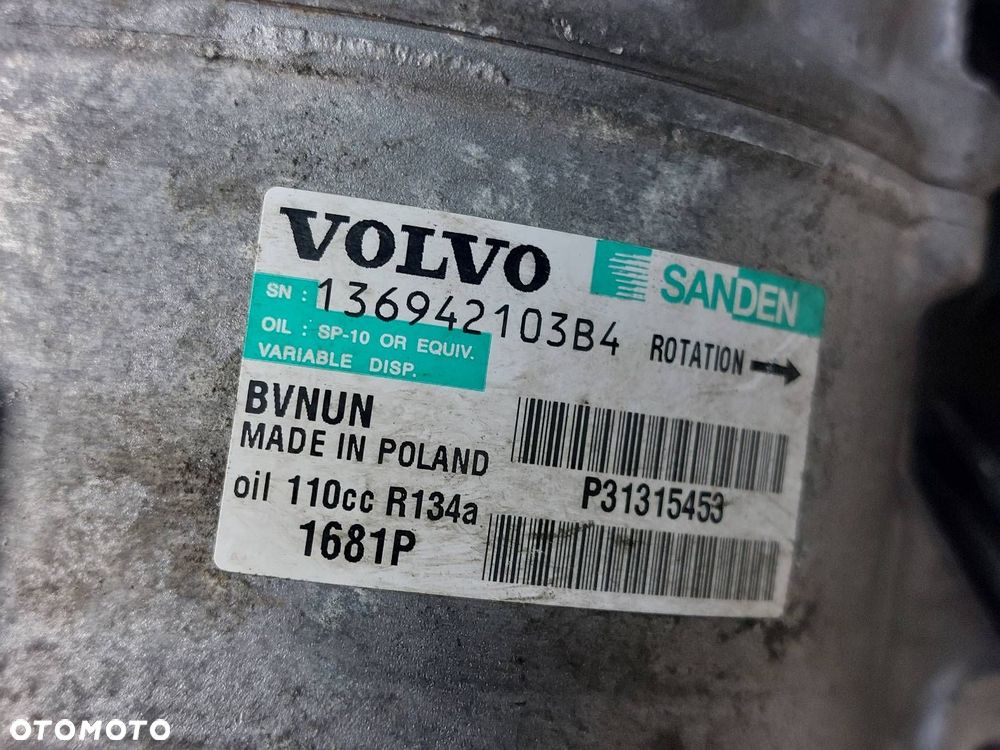 VOLVO
SANDEN
SN : 136942103B4
OIL : SP-10 OR EQUIV.
VARIABLE DISP.
ROTATION →
BVNUN
MADE IN POLAND
oil 110cc R134a
1681P
P31315453
OTOMOTO